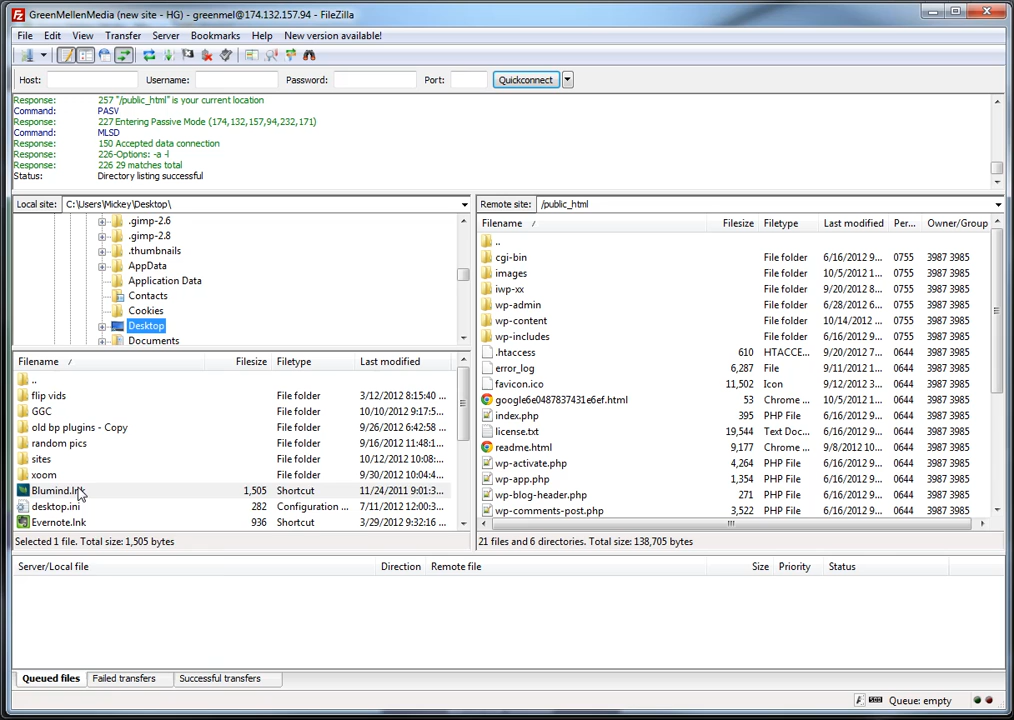 GreenMellenMedia (new site - HG) - greenmel@174.132.157.94 - FileZilla
File Edit View Transfer Server Bookmarks Help New version available!
Host: Username: Password: Port: Quickconnect
Response: 257 "/public_html" is your current location
Command: PASV
Response: 227 Entering Passive Mode (174,132,157,94,232,171)
Command: MLSD
Response: 150 Accepted data connection
Response: 226-Options: -a -l
Response: 226 29 matches total
Status: Directory listing successful
Local site: C:\Users\Mickey\Desktop\
.gimp-2.6
.gimp-2.8
.thumbnails
AppData
Application Data
Contacts
Cookies
Desktop
Documents
Filename / Filesize Filetype Last modified
..
flip vids File folder 3/12/2012 8:15:40 ...
GGC File folder 10/10/2012 9:17:5...
old bp plugins - Copy File folder 9/26/2012 6:42:58 ...
random pics File folder 9/16/2012 11:48:1...
sites File folder 10/12/2012 10:08:...
xoom File folder 9/30/2012 10:04:4...
Blumind.lnk 1,505 Shortcut 11/24/2011 9:01:3...
desktop.ini 282 Configuration ... 7/11/2012 12:00:3...
Evernote.lnk 936 Shortcut 3/29/2012 9:32:16 ...
Selected 1 file. Total size: 1,505 bytes
Remote site: /public_html
Filename / Filesize Filetype Last modified Per... Owner/Group
..
cgi-bin File folder 6/16/2012 9... 0755 3987 3985
images File folder 6/16/2012 9... 0755 3987 3985
iwp-xx File folder 9/20/2012 8... 0755 3987 3985
wp-admin File folder 6/28/2012 6... 0755 3987 3985
wp-content File folder 10/14/2012 ... 0755 3987 3985
wp-includes File folder 6/16/2012 9... 0755 3987 3985
.htaccess 610 HTACCE... 9/20/2012 7... 0644 3987 3985
error_log 6,287 File 9/11/2012 1... 0644 3987 3985
favicon.ico 11,502 Icon 9/12/2012 3... 0644 3987 3985
google6e0487837431e6ef.html 53 Chrome ... 10/5/2012 1... 0644 3987 3985
index.php 395 PHP File 6/16/2012 9... 0644 3987 3985
license.txt 19,544 Text Doc... 6/16/2012 9... 0644 3987 3985
readme.html 9,177 Chrome ... 9/8/2012 10... 0644 3987 3985
wp-activate.php 4,264 PHP File 6/16/2012 9... 0644 3987 3985
wp-app.php 1,354 PHP File 6/16/2012 9... 0644 3987 3985
wp-blog-header.php 271 PHP File 6/16/2012 9... 0644 3987 3985
wp-comments-post.php 3,522 PHP File 6/16/2012 9... 0644 3987 3985
21 files and 6 directories. Total size: 138,705 bytes
Server/Local file Direction Remote file Size Priority Status
Queued files Failed transfers Successful transfers
Queue: empty